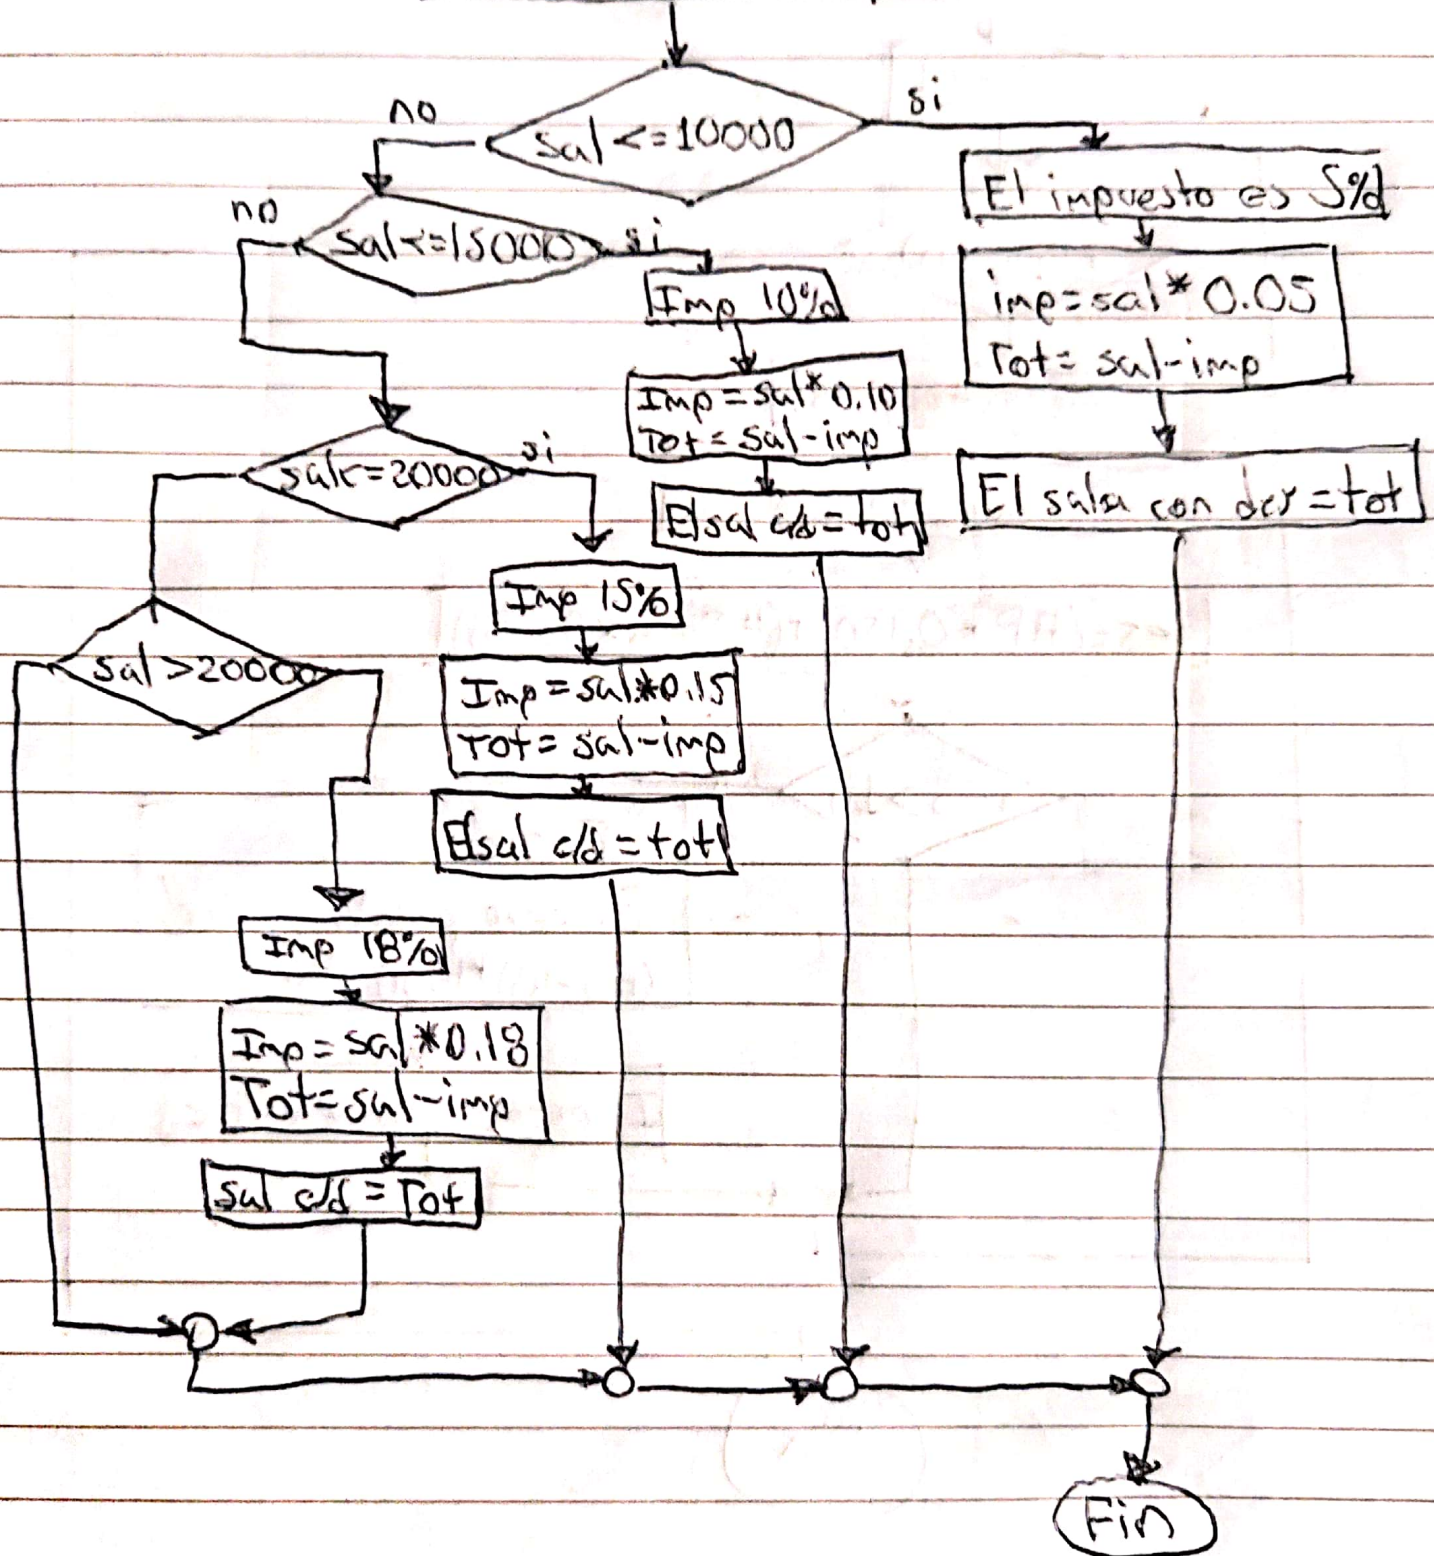 no
sal <=10000
si
El impuesto es 5%d
no
sal<=15000
si
Imp 10%
imp=sal* 0.05
Tot= sal-imp
Imp=sal* 0.10
Tot=sal-imp
sal<=20000
si
El sal c/d=tot
El sala con des=tot
Imp 15%
sal>20000
Imp=sal*0.15
Tot= sal-imp
El sal c/d =tot
Imp 18%
Imp= sal *0.18
Tot=sal-imp
sal c/d =Tot
Fin